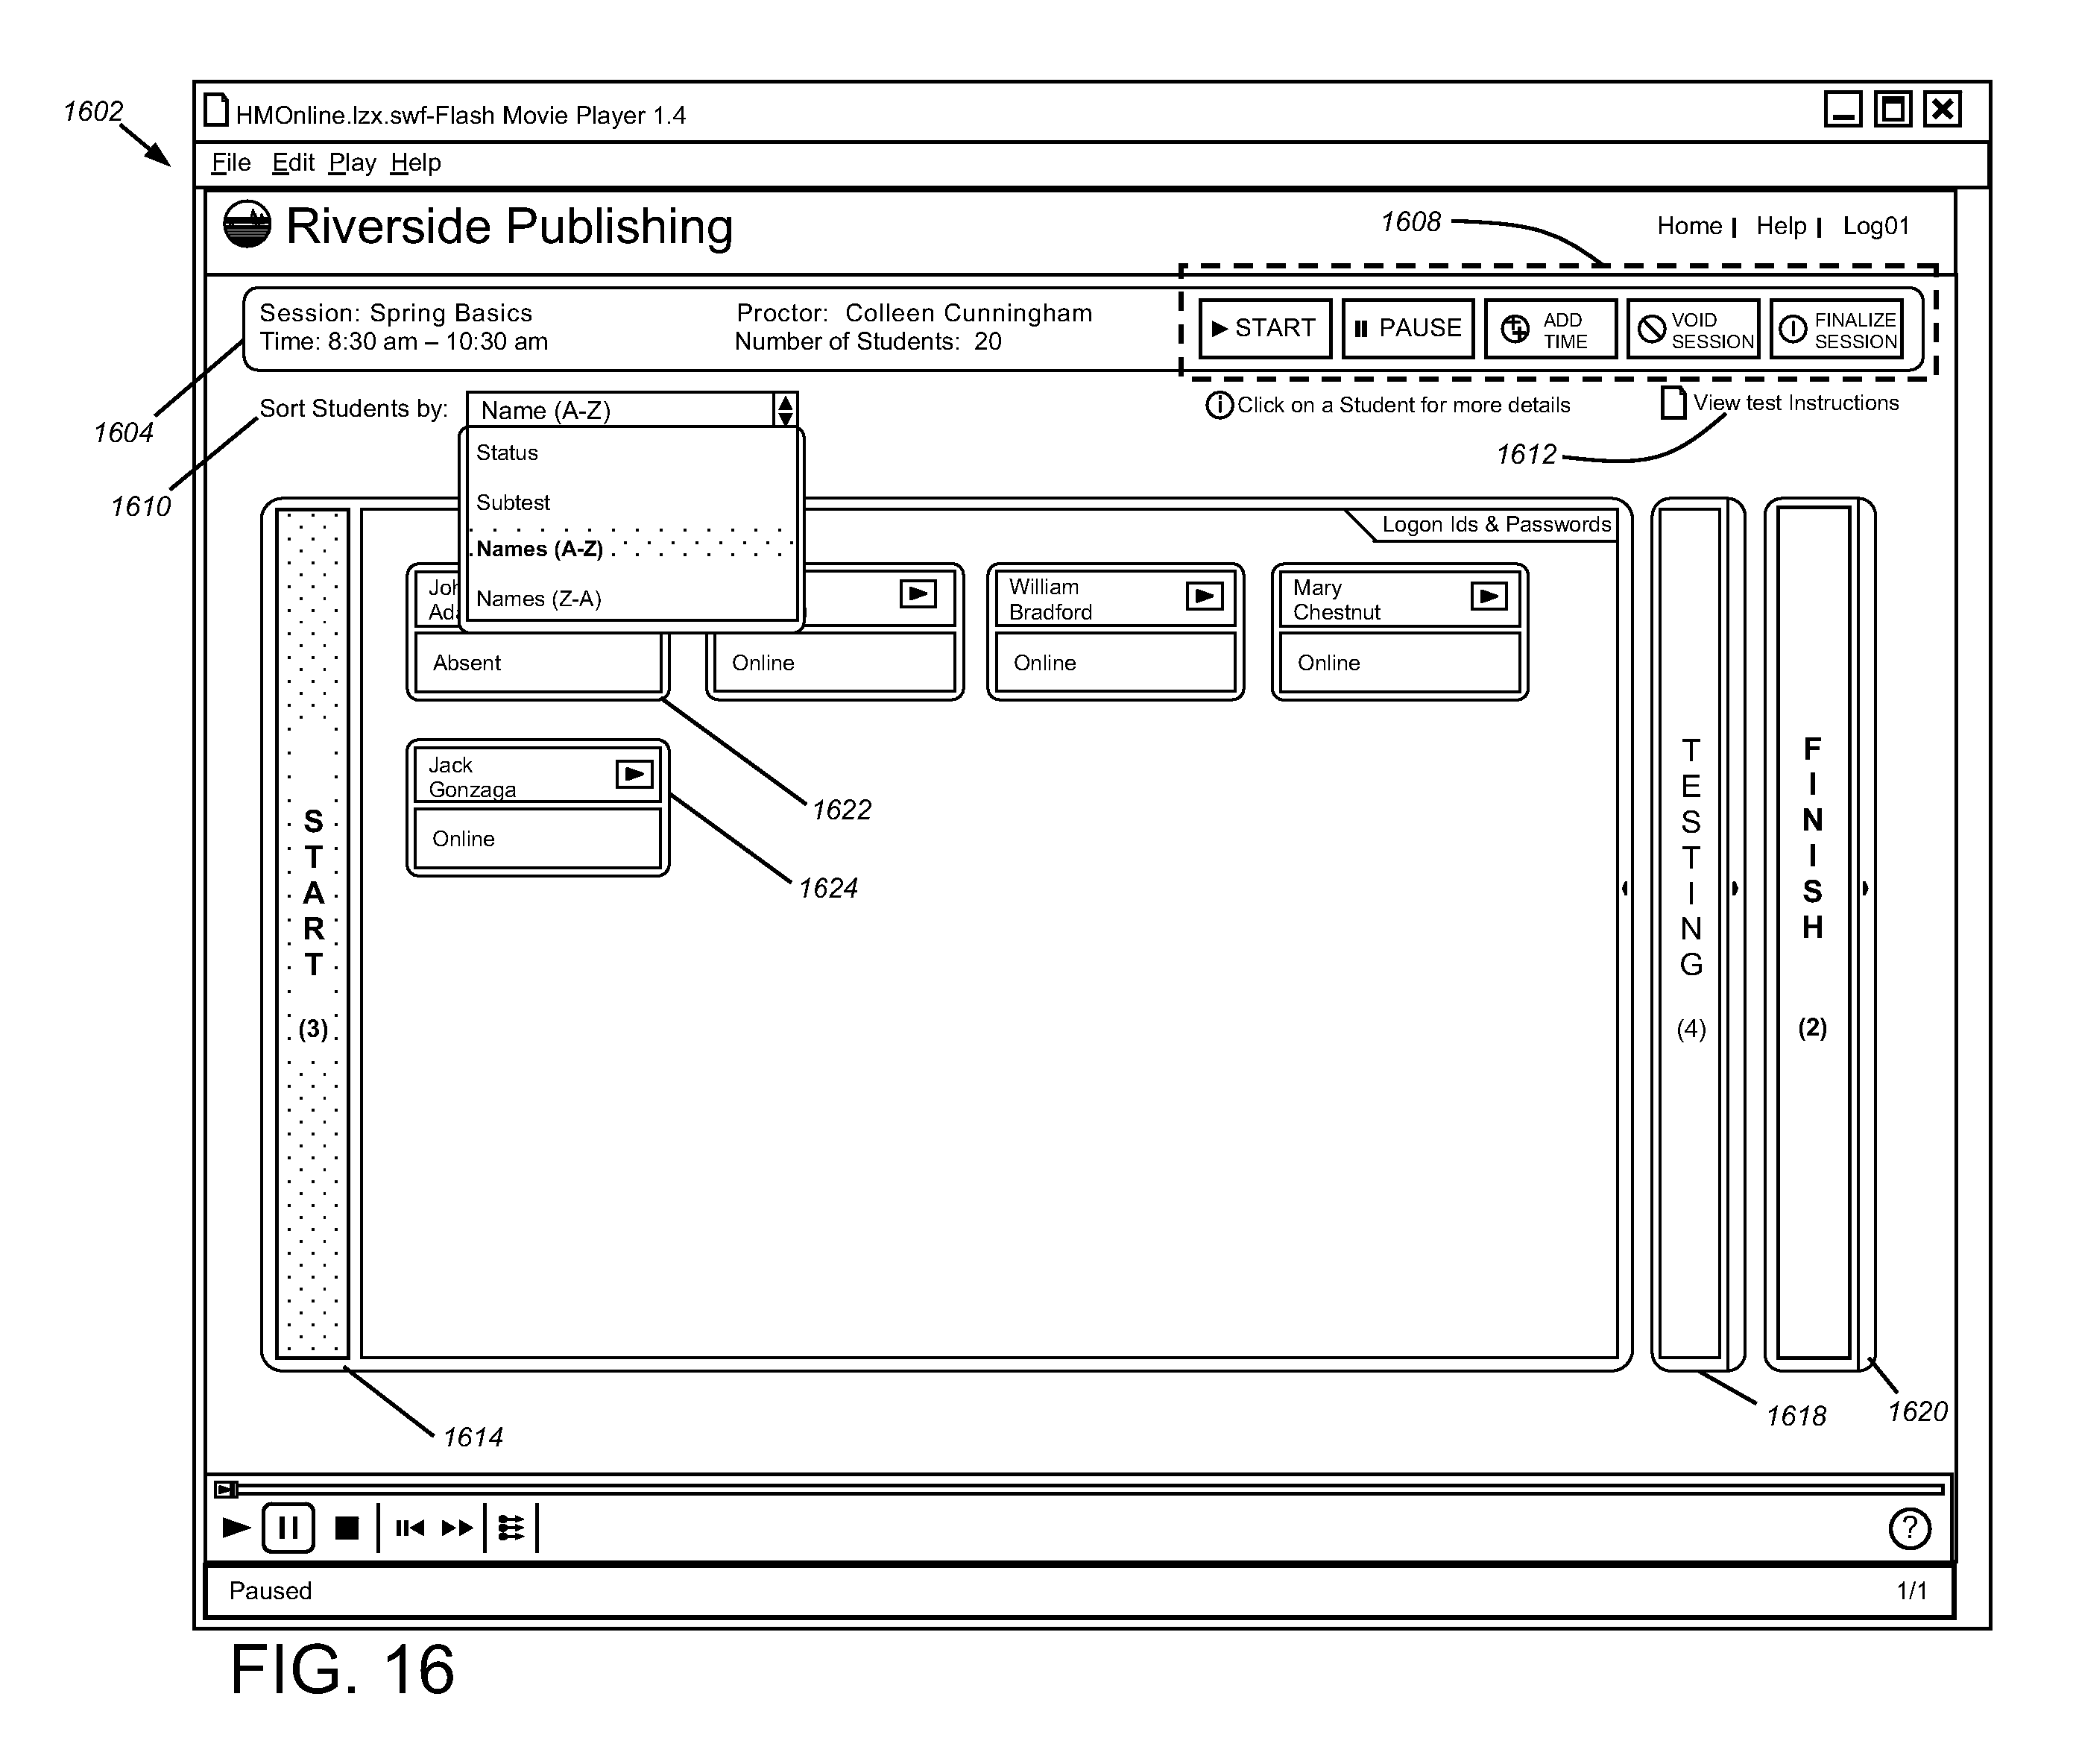 1602
HMOnline.lzx.swf-Flash Movie Player 1.4
File Edit Play Help
Riverside Publishing
1608
Home | Help | Log01
Session: Spring Basics
Time: 8:30 am – 10:30 am
Proctor: Colleen Cunningham
Number of Students: 20
START
PAUSE
ADD
TIME
VOID
SESSION
FINALIZE
SESSION
1604
Sort Students by:
Name (A-Z)
Click on a Student for more details
View test Instructions
1612
1610
Status
Subtest
Names (A-Z)
Names (Z-A)
Logon Ids & Passwords
Absent
Online
William
Bradford
Online
Mary
Chestnut
Online
Jack
Gonzaga
Online
1622
1624
START
(3)
TESTING
(4)
FINISH
(2)
1614
1618
1620
?
Paused
1/1
FIG. 16